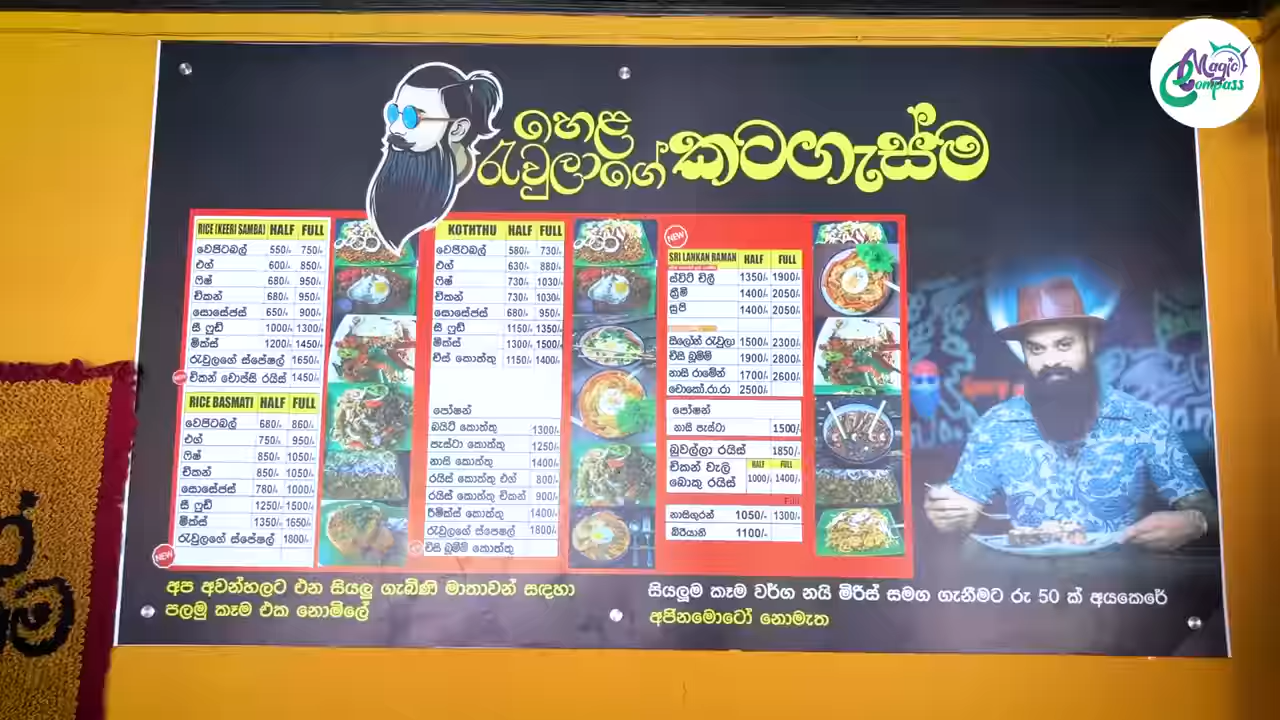 Magic Compass
හෙළ
රැවුලාගේ කටගැස්ම
RICE (KEERI SAMBA) HALF FULL
වෙජිටබල් 550/- 750/-
එග් 600/- 850/-
ෆිෂ් 680/- 950/-
චිකන් 680/- 950/-
සොසේජස් 650/- 900/-
සී ෆුඩ් 1000/- 1300/-
මික්ස් 1200/- 1450/-
රැවුලගේ ස්පේෂල් 1650/-
චිකන් චොප්සි රයිස් 1450/-
RICE BASMATI HALF FULL
වෙජිටබල් 680/- 860/-
එග් 750/- 950/-
ෆිෂ් 850/- 1050/-
චිකන් 850/- 1050/-
සොසේජස් 780/- 1000/-
සී ෆුඩ් 1250/- 1500/-
මික්ස් 1350/- 1650/-
රැවුලගේ ස්පේෂල් 1800/-
NEW
KOTHTHU HALF FULL
වෙජිටබල් 580/- 730/-
එග් 630/- 880/-
ෆිෂ් 730/- 1030/-
චිකන් 730/- 1030/-
සොසේජස් 680/- 950/-
සී ෆුඩ් 1150/- 1350/-
මික්ස් 1300/- 1500/-
චීස් කොත්තු 1150/- 1400/-
පෝෂන්
බයිට් කොත්තු 1300/-
පැස්ටා කොත්තු 1250/-
නාසි කොත්තු 1400/-
රයිස් කොත්තු එග් 800/-
රයිස් කොත්තු චිකන් 900/-
රීමික්ස් කොත්තු 1400/-
රැවුලගේ ස්පෙෂල් 1800/-
චීසි බූම්ම් කොත්තු
NEW
SRI LANKAN RAMAN HALF FULL
ස්විට් චිලී 1350/- 1900/-
ක්‍රීමි 1400/- 2050/-
සුපි 1400/- 2050/-
සිලෝන් රැවුලා 1500/- 2300/-
චීසි බූම්ම් 1900/- 2800/-
නාසි රාමේන් 1700/- 2600/-
චොකෝ.රා.රා 2500/-
පෝෂන්
නාසි පැස්ටා 1500/-
බුවල්ලා රයිස් 1850/-
චිකන් වැලි HALF FULL
බොකු රයිස් 1000/- 1400/-
Full
නාසිගුරන් 1050/- 1300/-
බිරියානි 1100/-
අප අවන්හලට එන සියලු ගැබිණි මාතාවන් සඳහා
පලමු කෑම එක නොමිලේ
සියලුම කෑම වර්ග නයි මිරිස් සමග ගැනීමට රු 50 ක් අයකෙරේ
අජිනමොටෝ නොමැත